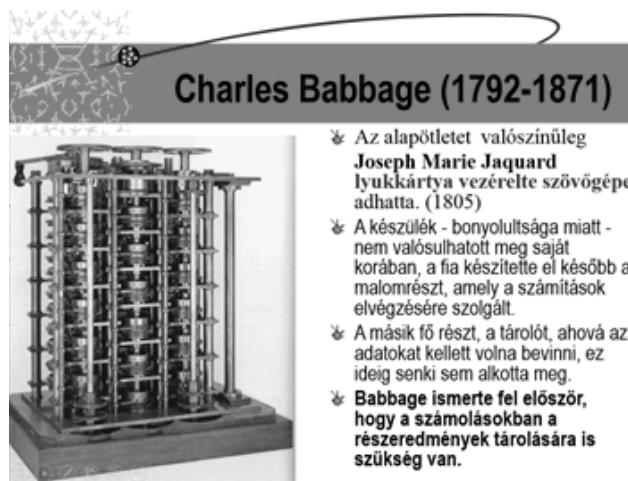 Charles Babbage (1792-1871)
Az alapötletet valószínűleg
Joseph Marie Jaquard
lyukkártya vezérelte szövőgépe
adhatta. (1805)
A készülék - bonyolultsága miatt -
nem valósulhatott meg saját
korában, a fia készítette el később a
malomrészt, amely a számítások
elvégzésére szolgált.
A másik fő részt, a tárolót, ahová az
adatokat kellett volna bevinni, ez
ideig senki sem alkotta meg.
Babbage ismerte fel először,
hogy a számolásokban a
részeredmények tárolására is
szükség van.